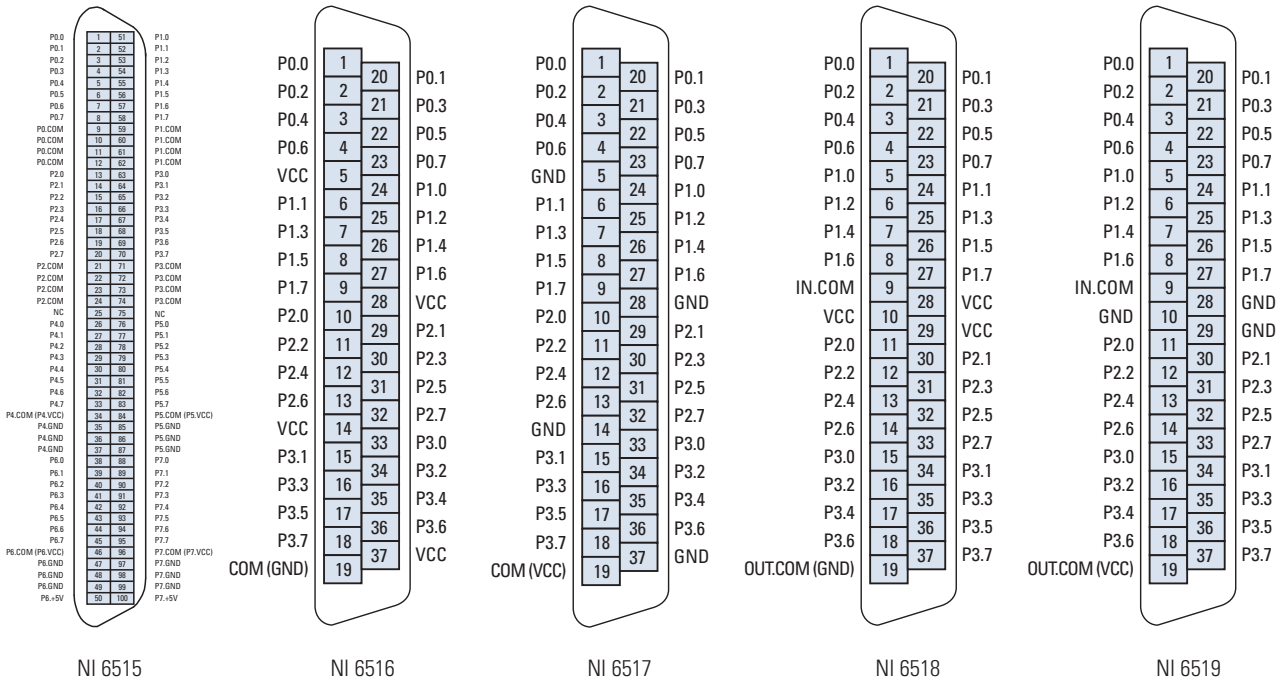 P0.0 1 51 P1.0
P0.1 2 52 P1.1
P0.2 3 53 P1.2
P0.3 4 54 P1.3
P0.4 5 55 P1.4
P0.5 6 56 P1.5
P0.6 7 57 P1.6
P0.7 8 58 P1.7
P0.COM 9 59 P1.COM
P0.COM 10 60 P1.COM
P0.COM 11 61 P1.COM
P0.COM 12 62 P1.COM
P2.0 13 63 P3.0
P2.1 14 64 P3.1
P2.2 15 65 P3.2
P2.3 16 66 P3.3
P2.4 17 67 P3.4
P2.5 18 68 P3.5
P2.6 19 69 P3.6
P2.7 20 70 P3.7
P2.COM 21 71 P3.COM
P2.COM 22 72 P3.COM
P2.COM 23 73 P3.COM
P2.COM 24 74 P3.COM
NC 25 75 NC
P4.0 26 76 P5.0
P4.1 27 77 P5.1
P4.2 28 78 P5.2
P4.3 29 79 P5.3
P4.4 30 80 P5.4
P4.5 31 81 P5.5
P4.6 32 82 P5.6
P4.7 33 83 P5.7
P4.COM (P4.VCC) 34 84 P5.COM (P5.VCC)
P4.GND 35 85 P5.GND
P4.GND 36 86 P5.GND
P4.GND 37 87 P5.GND
P6.0 38 88 P7.0
P6.1 39 89 P7.1
P6.2 40 90 P7.2
P6.3 41 91 P7.3
P6.4 42 92 P7.4
P6.5 43 93 P7.5
P6.6 44 94 P7.6
P6.7 45 95 P7.7
P6.COM (P6.VCC) 46 96 P7.COM (P7.VCC)
P6.GND 47 97 P7.GND
P6.GND 48 98 P7.GND
P6.GND 49 99 P7.GND
P6.+5V 50 100 P7.+5V
NI 6515
P0.0 1
20 P0.1
P0.2 2
21 P0.3
P0.4 3
22 P0.5
P0.6 4
23 P0.7
VCC 5
24 P1.0
P1.1 6
25 P1.2
P1.3 7
26 P1.4
P1.5 8
27 P1.6
P1.7 9
28 VCC
P2.0 10
29 P2.1
P2.2 11
30 P2.3
P2.4 12
31 P2.5
P2.6 13
32 P2.7
VCC 14
33 P3.0
P3.1 15
34 P3.2
P3.3 16
35 P3.4
P3.5 17
36 P3.6
P3.7 18
37 VCC
COM (GND) 19
NI 6516
P0.0 1
20 P0.1
P0.2 2
21 P0.3
P0.4 3
22 P0.5
P0.6 4
23 P0.7
GND 5
24 P1.0
P1.1 6
25 P1.2
P1.3 7
26 P1.4
P1.5 8
27 P1.6
P1.7 9
28 GND
P2.0 10
29 P2.1
P2.2 11
30 P2.3
P2.4 12
31 P2.5
P2.6 13
32 P2.7
GND 14
33 P3.0
P3.1 15
34 P3.2
P3.3 16
35 P3.4
P3.5 17
36 P3.6
P3.7 18
37 GND
COM (VCC) 19
NI 6517
P0.0 1
20 P0.1
P0.2 2
21 P0.3
P0.4 3
22 P0.5
P0.6 4
23 P0.7
P1.0 5
24 P1.1
P1.2 6
25 P1.3
P1.4 7
26 P1.5
P1.6 8
27 P1.7
IN.COM 9
28 VCC
VCC 10
29 VCC
P2.0 11
30 P2.1
P2.2 12
31 P2.3
P2.4 13
32 P2.5
P2.6 14
33 P2.7
P3.0 15
34 P3.1
P3.2 16
35 P3.3
P3.4 17
36 P3.5
P3.6 18
37 P3.7
OUT.COM (GND) 19
NI 6518
P0.0 1
20 P0.1
P0.2 2
21 P0.3
P0.4 3
22 P0.5
P0.6 4
23 P0.7
P1.0 5
24 P1.1
P1.2 6
25 P1.3
P1.4 7
26 P1.5
P1.6 8
27 P1.7
IN.COM 9
28 GND
GND 10
29 GND
P2.0 11
30 P2.1
P2.2 12
31 P2.3
P2.4 13
32 P2.5
P2.6 14
33 P2.7
P3.0 15
34 P3.1
P3.2 16
35 P3.3
P3.4 17
36 P3.5
P3.6 18
37 P3.7
OUT.COM (VCC) 19
NI 6519